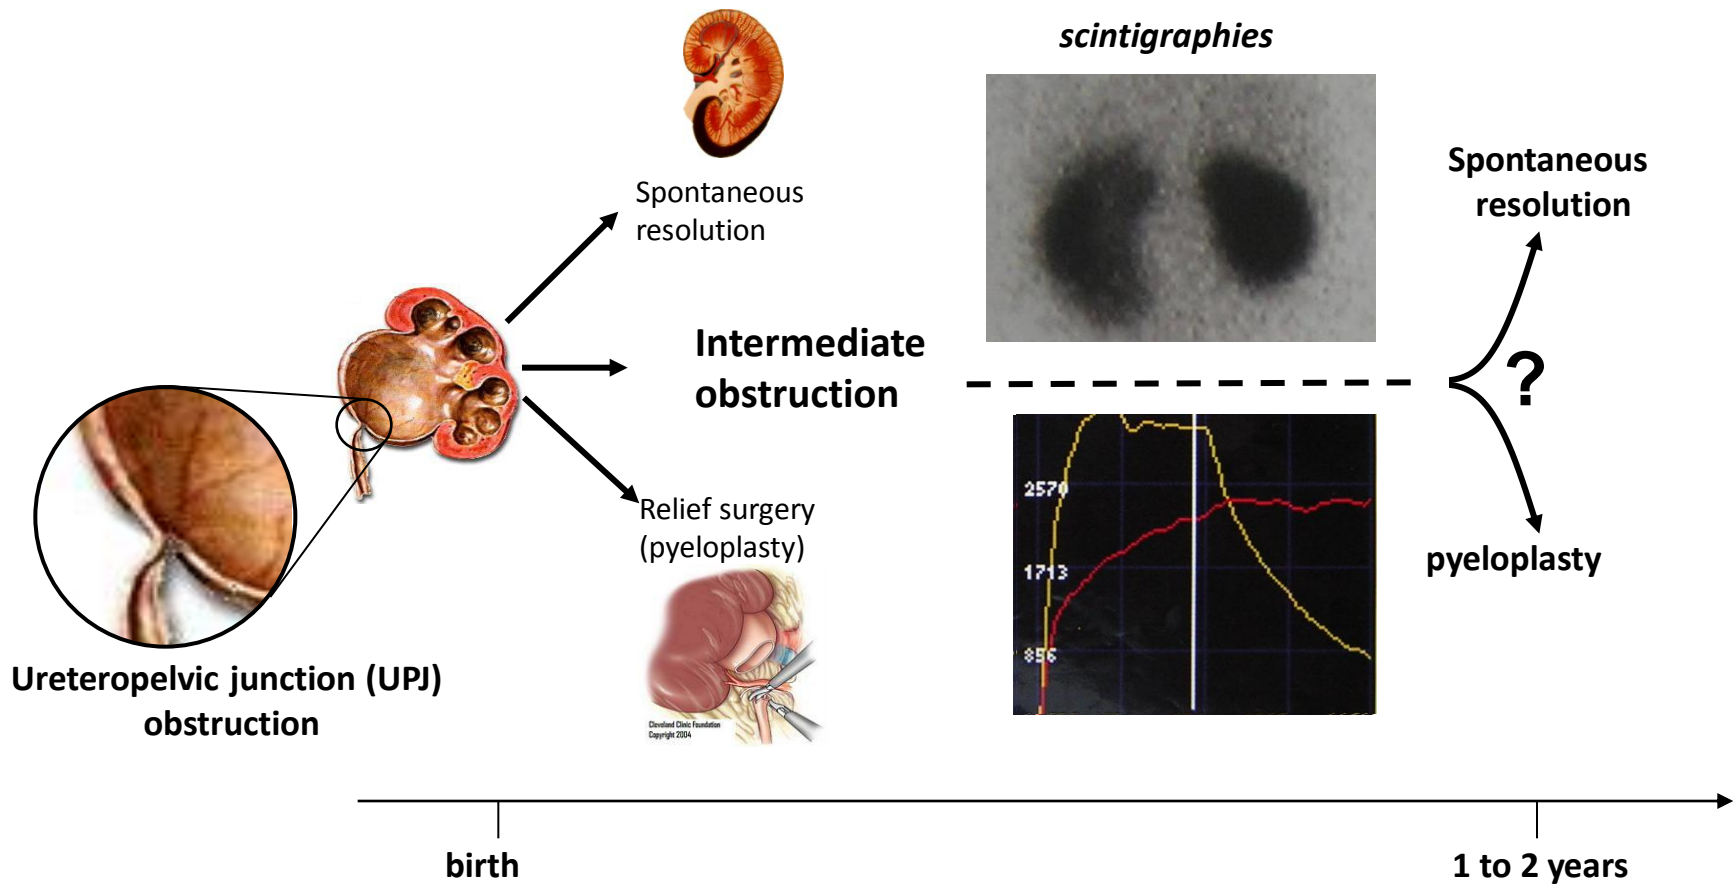 scintigraphies
Spontaneous
resolution
Spontaneous
resolution
Intermediate
obstruction
?
2570
1713
856
Relief surgery
(pyeloplasty)
pyeloplasty
Cleveland Clinic Foundation
Copyright 2004
Ureteropelvic junction (UPJ)
obstruction
birth
1 to 2 years